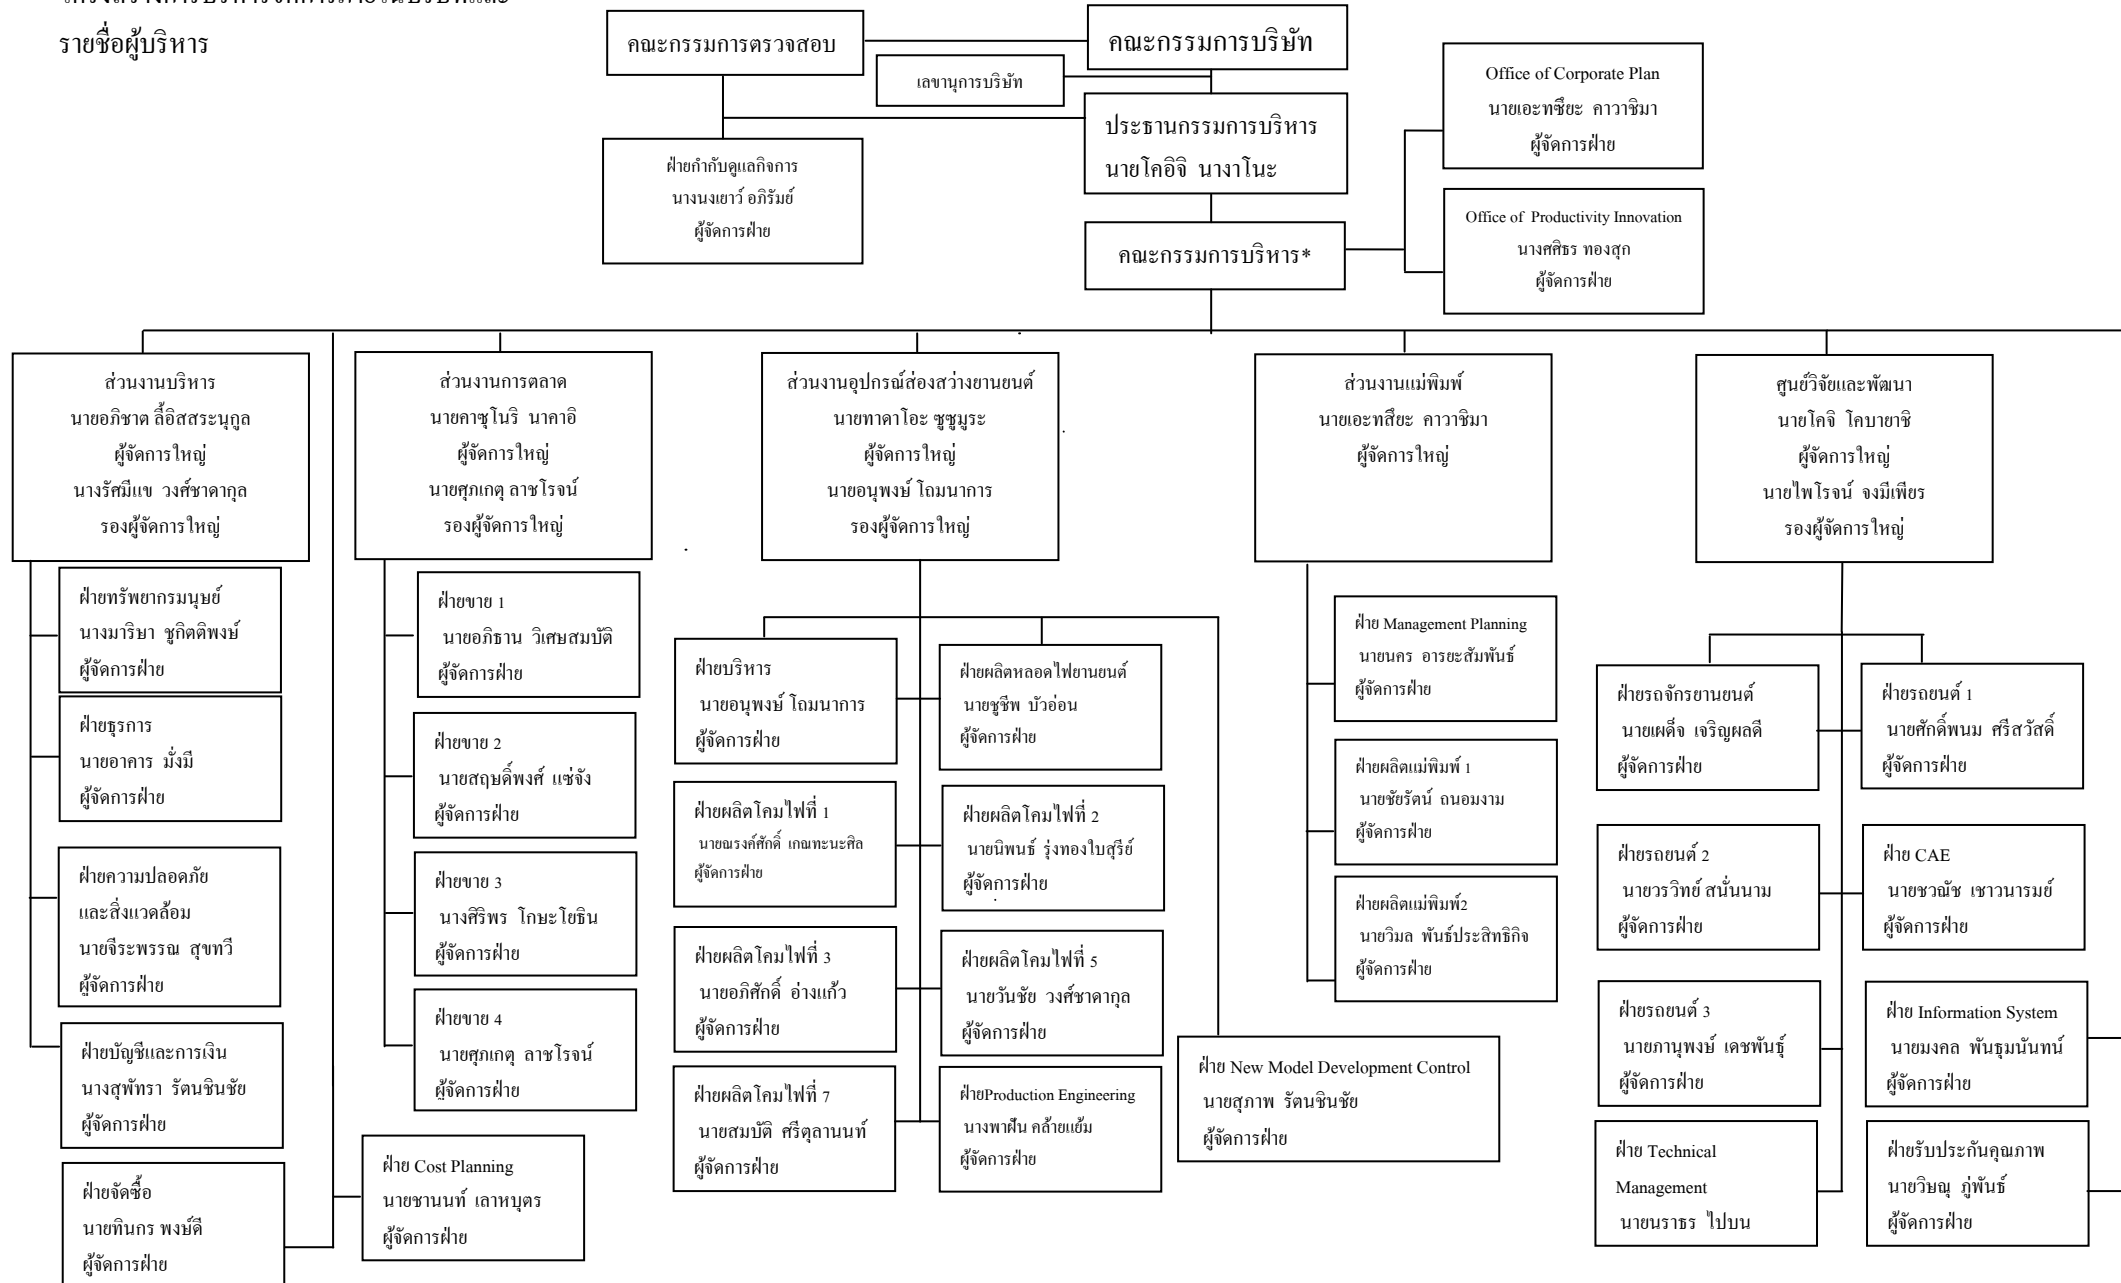 โครงสร้างการบริหารจัดการภายในบริษัทและ
รายชื่อผู้บริหาร
คณะกรรมการตรวจสอบ
คณะกรรมการบริษัท
เลขานุการบริษัท
ประธานกรรมการบริหาร
นายโคอิจิ นางาโนะ
ฝ่ายกำกับดูแลกิจการ
นางนงเยาว์ อภิรัมย์
ผู้จัดการฝ่าย
คณะกรรมการบริหาร*
Office of Corporate Plan
นายเอะทซึยะ คาวาชิมา
ผู้จัดการฝ่าย
Office of Productivity Innovation
นางศศิธร ทองสุก
ผู้จัดการฝ่าย
ส่วนงานบริหาร
นายอภิชาต ลี้อิสสระนุกูล
ผู้จัดการใหญ่
นางรัศมีแข วงศ์ชาดากุล
รองผู้จัดการใหญ่
ฝ่ายทรัพยากรมนุษย์
นางมาริษา ชูกิตติพงษ์
ผู้จัดการฝ่าย
ฝ่ายธุรการ
นายอาคาร มั่งมี
ผู้จัดการฝ่าย
ฝ่ายความปลอดภัย
และสิ่งแวดล้อม
นายจีระพรรณ สุขทวี
ผู้จัดการฝ่าย
ฝ่ายบัญชีและการเงิน
นางสุพัทรา รัตนชินชัย
ผู้จัดการฝ่าย
ฝ่ายจัดซื้อ
นายทินกร พงษ์ดี
ผู้จัดการฝ่าย
ฝ่าย Cost Planning
นายชานนท์ เลาหบุตร
ผู้จัดการฝ่าย
ส่วนงานการตลาด
นายคาซุโนริ นาคาอิ
ผู้จัดการใหญ่
นายศุภเกตุ ลาชโรจน์
รองผู้จัดการใหญ่
ฝ่ายขาย 1
นายอภิธาน วิเศษสมบัติ
ผู้จัดการฝ่าย
ฝ่ายขาย 2
นายสฤษดิ์พงศ์ แซ่จัง
ผู้จัดการฝ่าย
ฝ่ายขาย 3
นางศิริพร โกษะโยธิน
ผู้จัดการฝ่าย
ฝ่ายขาย 4
นายศุภเกตุ ลาชโรจน์
ผู้จัดการฝ่าย
ส่วนงานอุปกรณ์ส่องสว่างยานยนต์
นายทาดาโอะ ซูซูมูระ
ผู้จัดการใหญ่
นายอนุพงษ์ โถมนาการ
รองผู้จัดการใหญ่
ฝ่ายบริหาร
นายอนุพงษ์ โถมนาการ
ผู้จัดการฝ่าย
ฝ่ายผลิตหลอดไฟยานยนต์
นายชูชีพ บัวอ่อน
ผู้จัดการฝ่าย
ฝ่ายผลิตโคมไฟที่ 1
นายณรงค์ศักดิ์ เกณทะนะศิล
ผู้จัดการฝ่าย
ฝ่ายผลิตโคมไฟที่ 2
นายนิพนธ์ รุ่งทองใบสุรีย์
ผู้จัดการฝ่าย
ฝ่ายผลิตโคมไฟที่ 3
นายอภิศักดิ์ อ่างแก้ว
ผู้จัดการฝ่าย
ฝ่ายผลิตโคมไฟที่ 5
นายวันชัย วงศ์ชาดากุล
ผู้จัดการฝ่าย
ฝ่ายผลิตโคมไฟที่ 7
นายสมบัติ ศรีตุลานนท์
ผู้จัดการฝ่าย
ฝ่ายProduction Engineering
นางพาฝัน คล้ายแย้ม
ผู้จัดการฝ่าย
ฝ่าย New Model Development Control
นายสุภาพ รัตนชินชัย
ผู้จัดการฝ่าย
ส่วนงานแม่พิมพ์
นายเอะทสึยะ คาวาชิมา
ผู้จัดการใหญ่
ฝ่าย Management Planning
นายนคร อารยะสัมพันธ์
ผู้จัดการฝ่าย
ฝ่ายผลิตแม่พิมพ์ 1
นายชัยรัตน์ ถนอมงาม
ผู้จัดการฝ่าย
ฝ่ายผลิตแม่พิมพ์2
นายวิมล พันธ์ประสิทธิกิจ
ผู้จัดการฝ่าย
ศูนย์วิจัยและพัฒนา
นายโคจิ โคบายาชิ
ผู้จัดการใหญ่
นายไพโรจน์ จงมีเพียร
รองผู้จัดการใหญ่
ฝ่ายรถจักรยานยนต์
นายเผด็จ เจริญผลดี
ผู้จัดการฝ่าย
ฝ่ายรถยนต์ 1
นายศักดิ์พนม ศรีสวัสดิ์
ผู้จัดการฝ่าย
ฝ่ายรถยนต์ 2
นายวรวิทย์ สนั่นนาม
ผู้จัดการฝ่าย
ฝ่าย CAE
นายชวณัช เชาวนารมย์
ผู้จัดการฝ่าย
ฝ่ายรถยนต์ 3
นายภานุพงษ์ เดชพันธุ์
ผู้จัดการฝ่าย
ฝ่าย Information System
นายมงคล พันธุมนันทน์
ผู้จัดการฝ่าย
ฝ่าย Technical
Management
นายนราธร ไปบน
ฝ่ายรับประกันคุณภาพ
นายวิษณุ ภู่พันธ์
ผู้จัดการฝ่าย